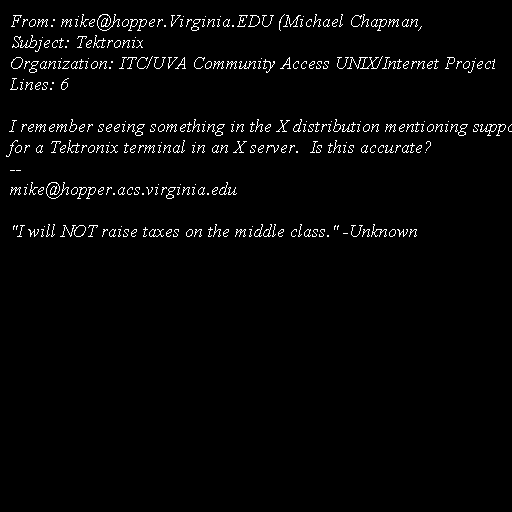 From: mike@hopper.Virginia.EDU (Michael Chapman,
Subject: Tektronix
Organization: ITC/UVA Community Access UNIX/Internet Project
Lines: 6

I remember seeing something in the X distribution mentioning
for a Tektronix terminal in an X server.  Is this accurate?
--
mike@hopper.acs.virginia.edu

"I will NOT raise taxes on the middle class." -Unknown